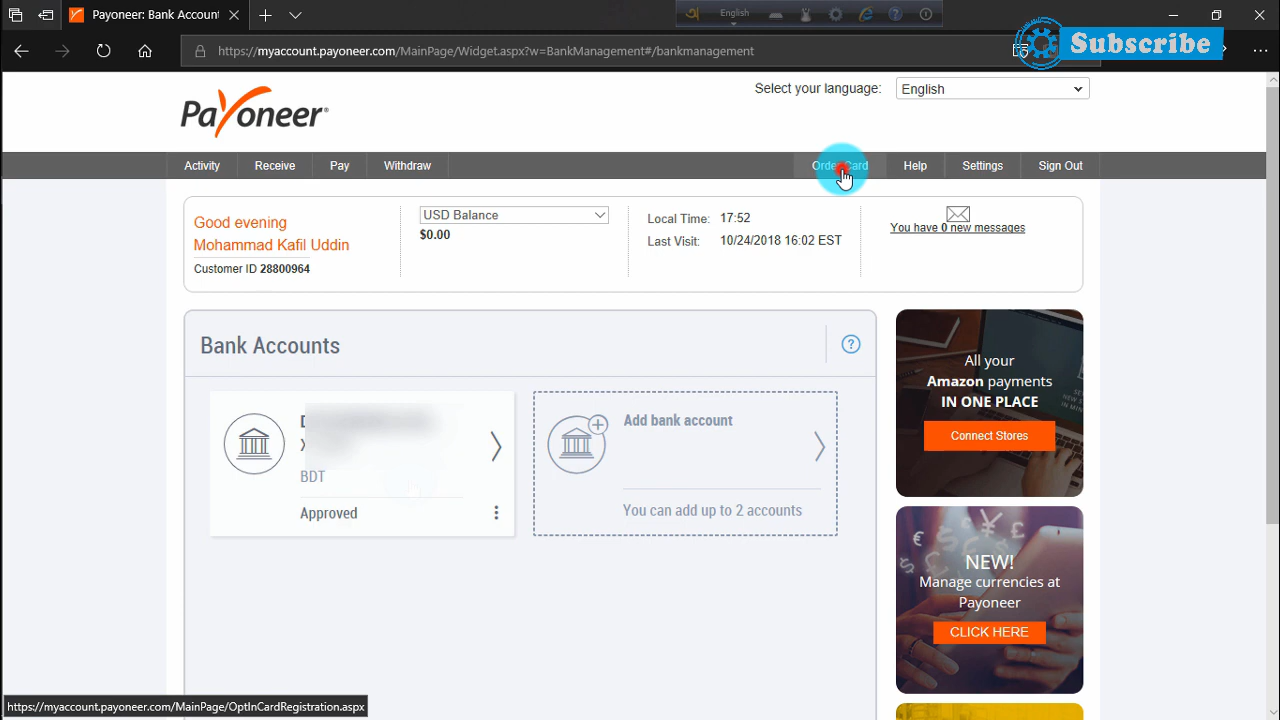 Payoneer: Bank Accoun
English
https://myaccount.payoneer.com/MainPage/Widget.aspx?w=BankManagement#/bankmanagement
Subscribe
Payoneer
Select your language: English
Activity Receive Pay Withdraw Order Card Help Settings Sign Out
Good evening
Mohammad Kafil Uddin
Customer ID 28800964
USD Balance
$0.00
Local Time: 17:52
Last Visit: 10/24/2018 16:02 EST
You have 0 new messages
Bank Accounts
?
BDT
Approved
Add bank account
You can add up to 2 accounts
All your
Amazon payments
IN ONE PLACE
Connect Stores
NEW!
Manage currencies at
Payoneer
CLICK HERE
https://myaccount.payoneer.com/MainPage/OptInCardRegistration.aspx